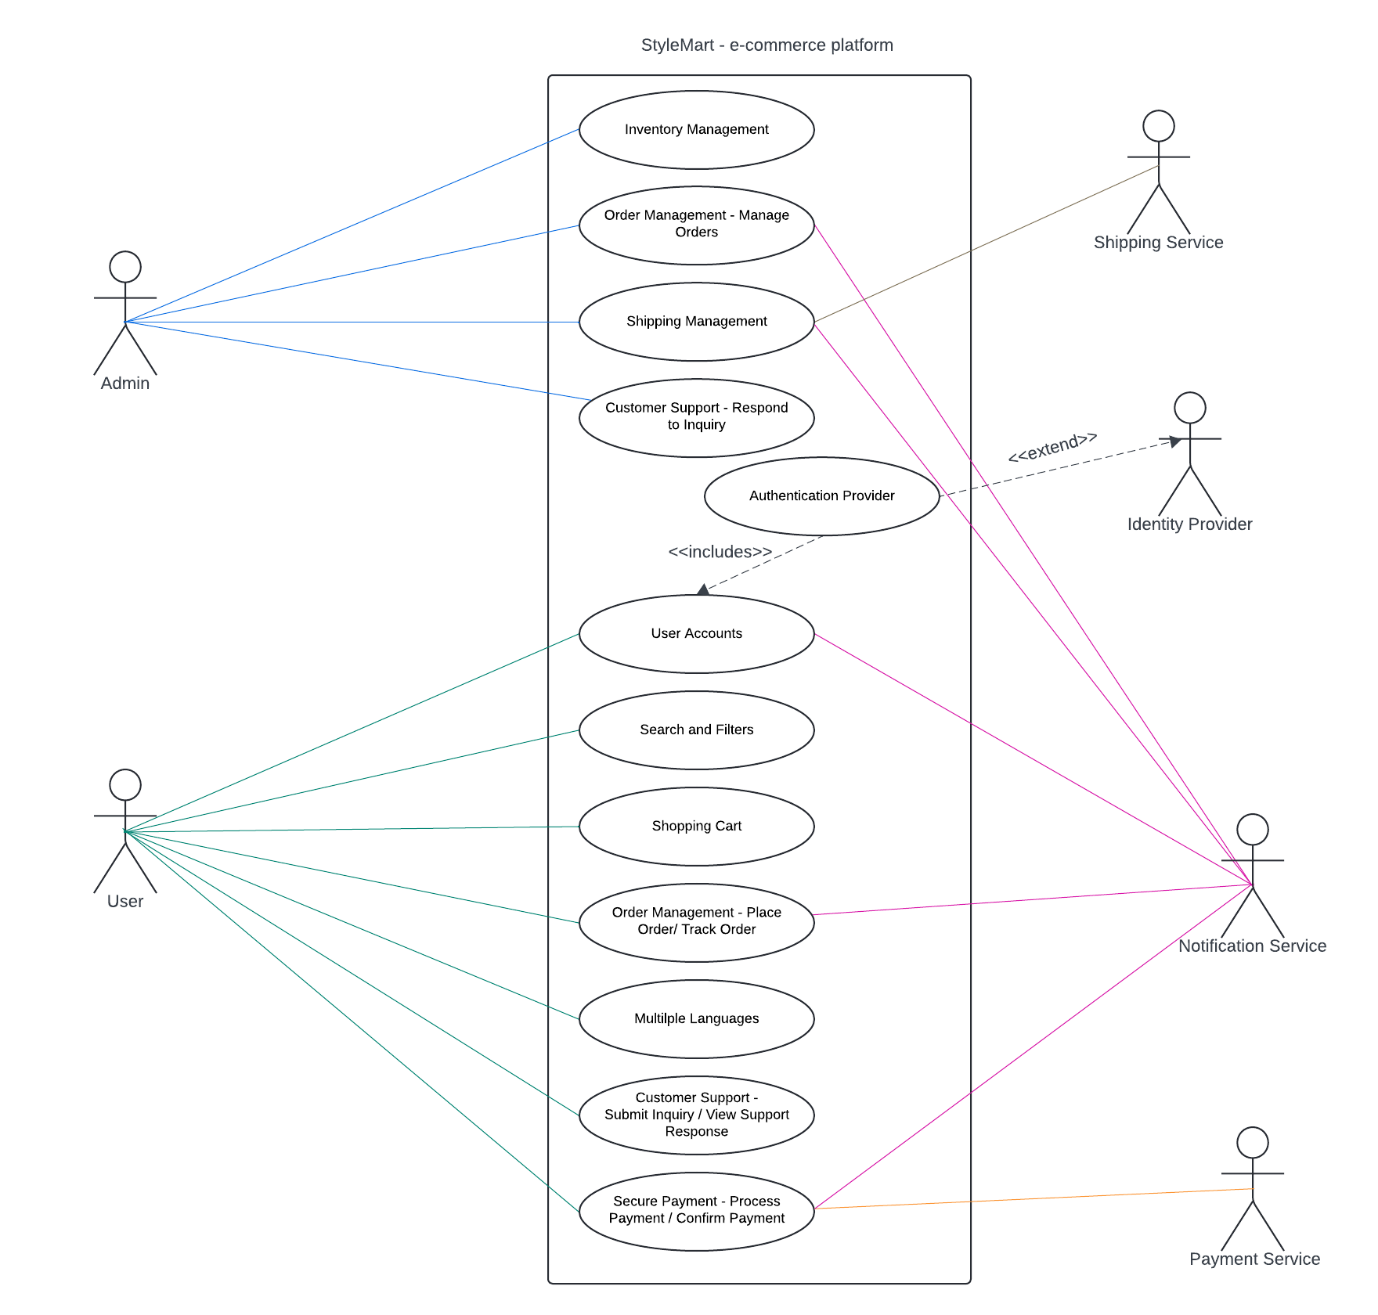 StyleMart - e-commerce platform
Inventory Management
Order Management - Manage
Orders
Shipping Service
Shipping Management
Admin
Customer Support - Respond
to Inquiry
<<extend>>
Authentication Provider
Identity Provider
<<includes>>
User Accounts
Search and Filters
Shopping Cart
User
Order Management - Place
Order/ Track Order
Notification Service
Multilple Languages
Customer Support -
Submit Inquiry / View Support
Response
Secure Payment - Process
Payment / Confirm Payment
Payment Service